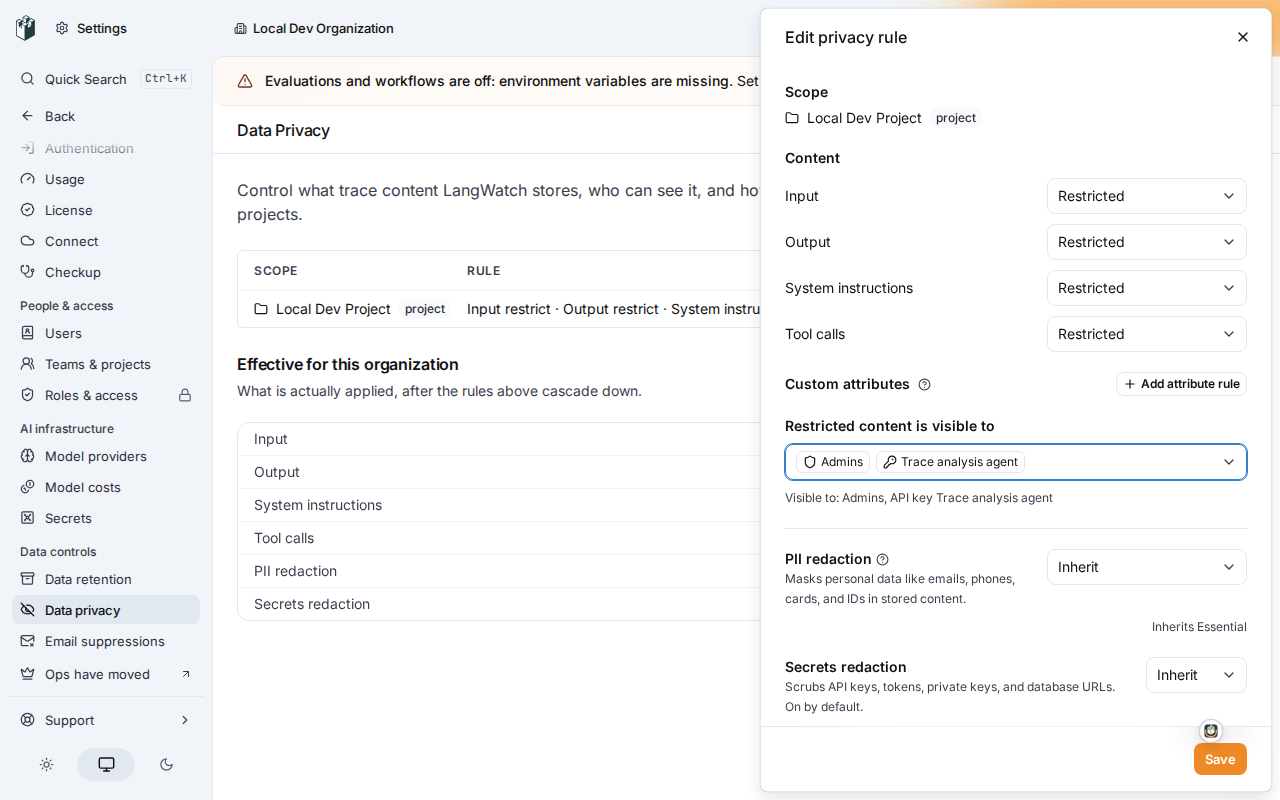 Settings
Local Dev Organization
Quick Search Ctrl+K
Back
Authentication
Usage
License
Connect
Checkup
People & access
Users
Teams & projects
Roles & access
AI infrastructure
Model providers
Model costs
Secrets
Data controls
Data retention
Data privacy
Email suppressions
Ops have moved
Support
Evaluations and workflows are off: environment variables are missing. Set
Data Privacy
Control what trace content LangWatch stores, who can see it, and
projects.
SCOPE RULE
Local Dev Project project Input restrict · Output restrict · System
Effective for this organization
What is actually applied, after the rules above cascade down.
Input
Output
System instructions
Tool calls
PII redaction
Secrets redaction
Edit privacy rule
Scope
Local Dev Project project
Content
Input Restricted
Output Restricted
System instructions Restricted
Tool calls Restricted
Custom attributes Add attribute rule
Restricted content is visible to
Admins Trace analysis agent
Visible to: Admins, API key Trace analysis agent
PII redaction Inherit
Masks personal data like emails, phones,
cards, and IDs in stored content.
Inherits Essential
Secrets redaction Inherit
Scrubs API keys, tokens, private keys, and database URLs.
On by default.
Save